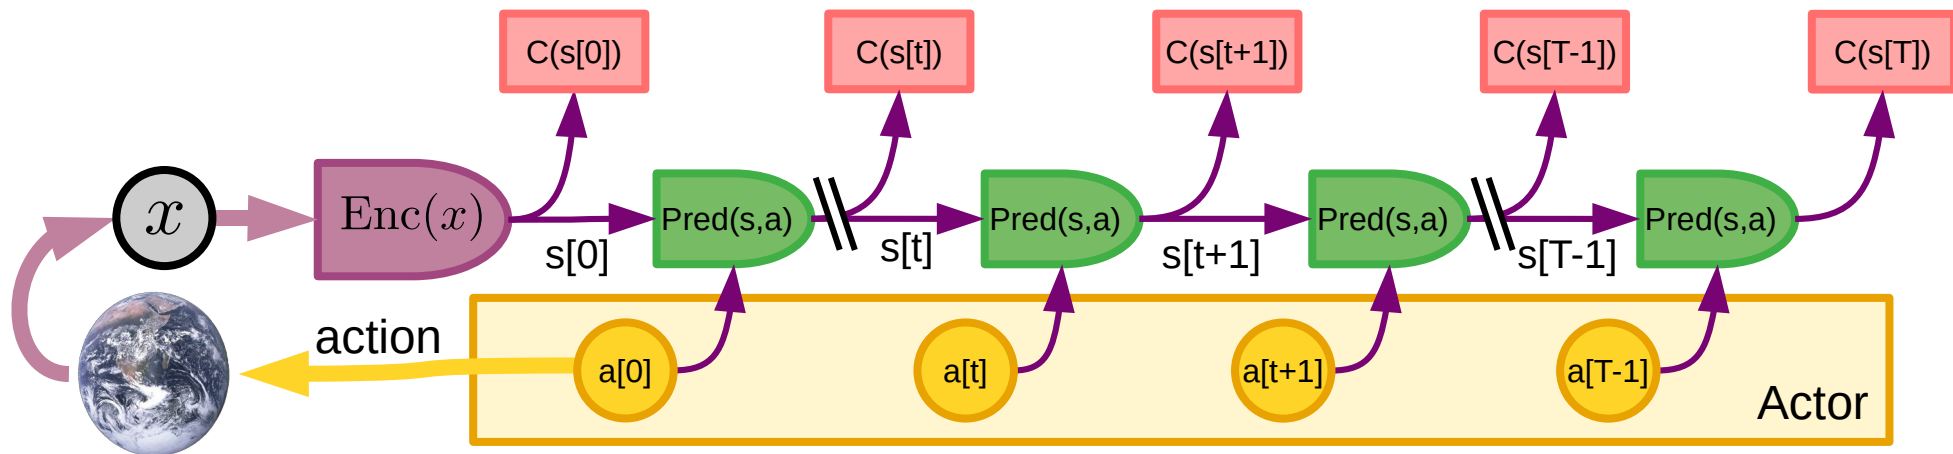 C(s[0])
C(s[t])
C(s[t+1])
C(s[T-1])
C(s[T])
x
Enc(x)
Pred(s,a)
Pred(s,a)
Pred(s,a)
Pred(s,a)
s[0]
s[t]
s[t+1]
s[T-1]
action
a[0]
a[t]
a[t+1]
a[T-1]
Actor